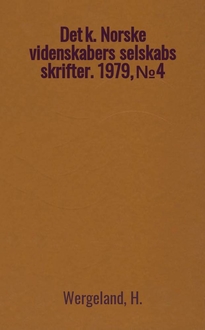 Det k. Norske
videnskabers selskabs
skrifter. 1979, №4
Wergeland, H.